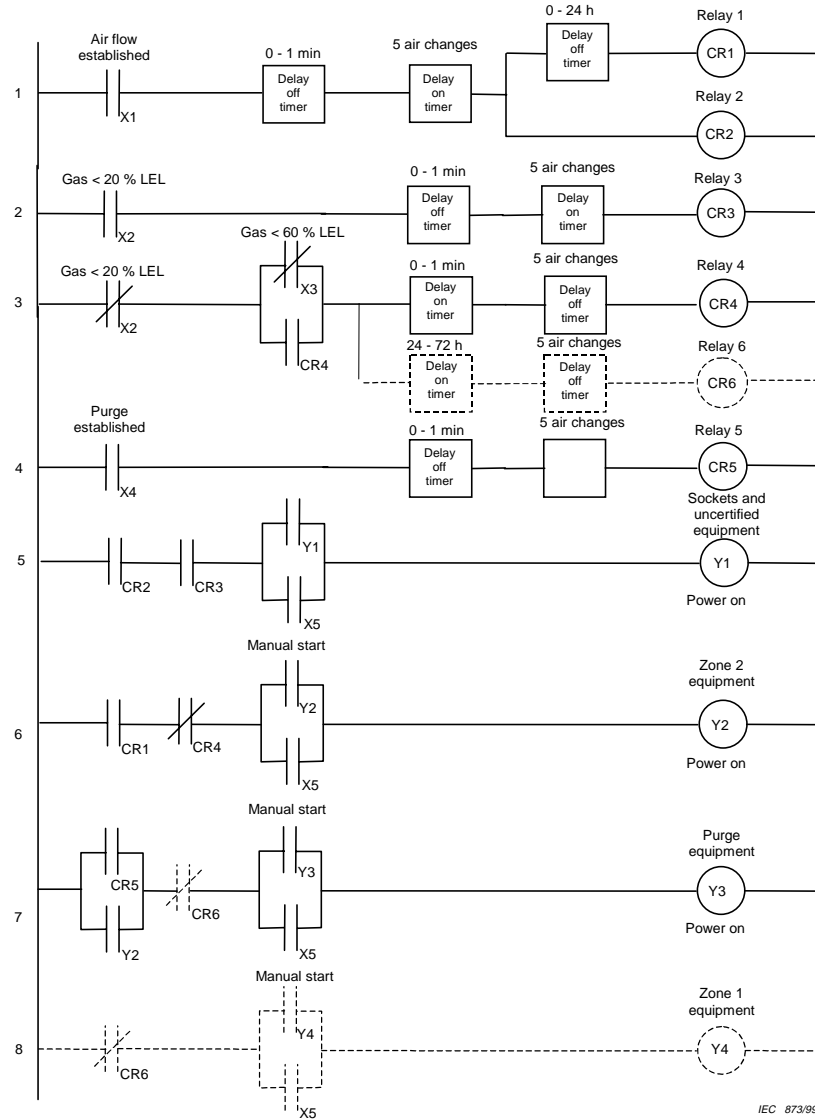 0 - 24 h
Relay 1
Air flow
established
0 - 1 min
5 air changes
Delay
off
timer
CR1
1
X1
Delay
off
timer
Delay
on
timer
Relay 2
CR2
Gas < 20 % LEL
0 - 1 min
5 air changes
Relay 3
2
X2
Delay
off
timer
Delay
on
timer
CR3
Gas < 60 % LEL
Gas < 20 % LEL
X3
0 - 1 min
5 air changes
Relay 4
3
X2
Delay
on
timer
Delay
off
timer
CR4
CR4
24 - 72 h
5 air changes
Relay 6
Delay
on
timer
Delay
off
timer
CR6
Purge
established
0 - 1 min
5 air changes
Relay 5
4
X4
Delay
off
timer
CR5
Sockets and
uncertified
equipment
5
CR2
CR3
Y1
X5
Y1
Power on
Manual start
Zone 2
equipment
6
CR1
CR4
Y2
X5
Y2
Power on
Manual start
Purge
equipment
7
CR5
Y2
CR6
Y3
X5
Y3
Power on
Manual start
Zone 1
equipment
8
CR6
Y4
X5
Y4
IEC 873/99